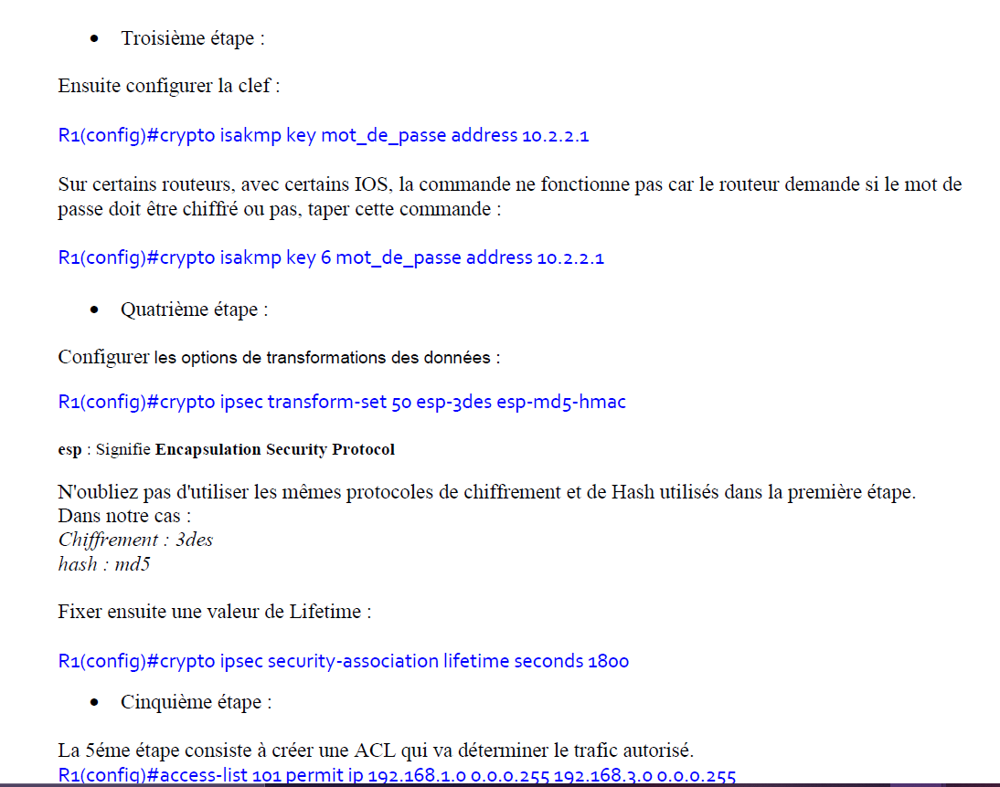 • Troisième étape :
Ensuite configurer la clef :
R1(config)#crypto isakmp key mot_de_passe address 10.2.2.1
Sur certains routeurs, avec certains IOS, la commande ne fonctionne pas car le routeur demande si le mot de
passe doit être chiffré ou pas, taper cette commande :
R1(config)#crypto isakmp key 6 mot_de_passe address 10.2.2.1
• Quatrième étape :
Configurer les options de transformations des données :
R1(config)#crypto ipsec transform-set 50 esp-3des esp-md5-hmac
esp : Signifie Encapsulation Security Protocol
N'oubliez pas d'utiliser les mêmes protocoles de chiffrement et de Hash utilisés dans la première étape.
Dans notre cas :
Chiffrement : 3des
hash : md5
Fixer ensuite une valeur de Lifetime :
R1(config)#crypto ipsec security-association lifetime seconds 1800
• Cinquième étape :
La 5éme étape consiste à créer une ACL qui va déterminer le trafic autorisé.
R1(config)#access-list 101 permit ip 192.168.1.0 0.0.0.255 192.168.3.0 0.0.0.255